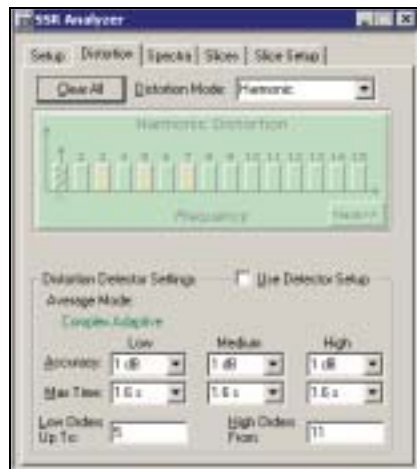 SSR Analyzer
Setup Distortion Spectra Slices Slice Setup
Clear All Distortion Mode: Harmonic
Harmonic Distortion
1 2 3 4 5 6 7 8 9 10 11 12 13 14 15
Frequency
Distortion Detector Settings Use Detector Setup
Average Mode:
Complex Adaptive
Low Medium High
Accuracy: 1 dB 1 dB 1 dB
Max Time: 1.6 s 1.6 s 1.6 s
Low Orders Up To: 5 High Orders From: 11